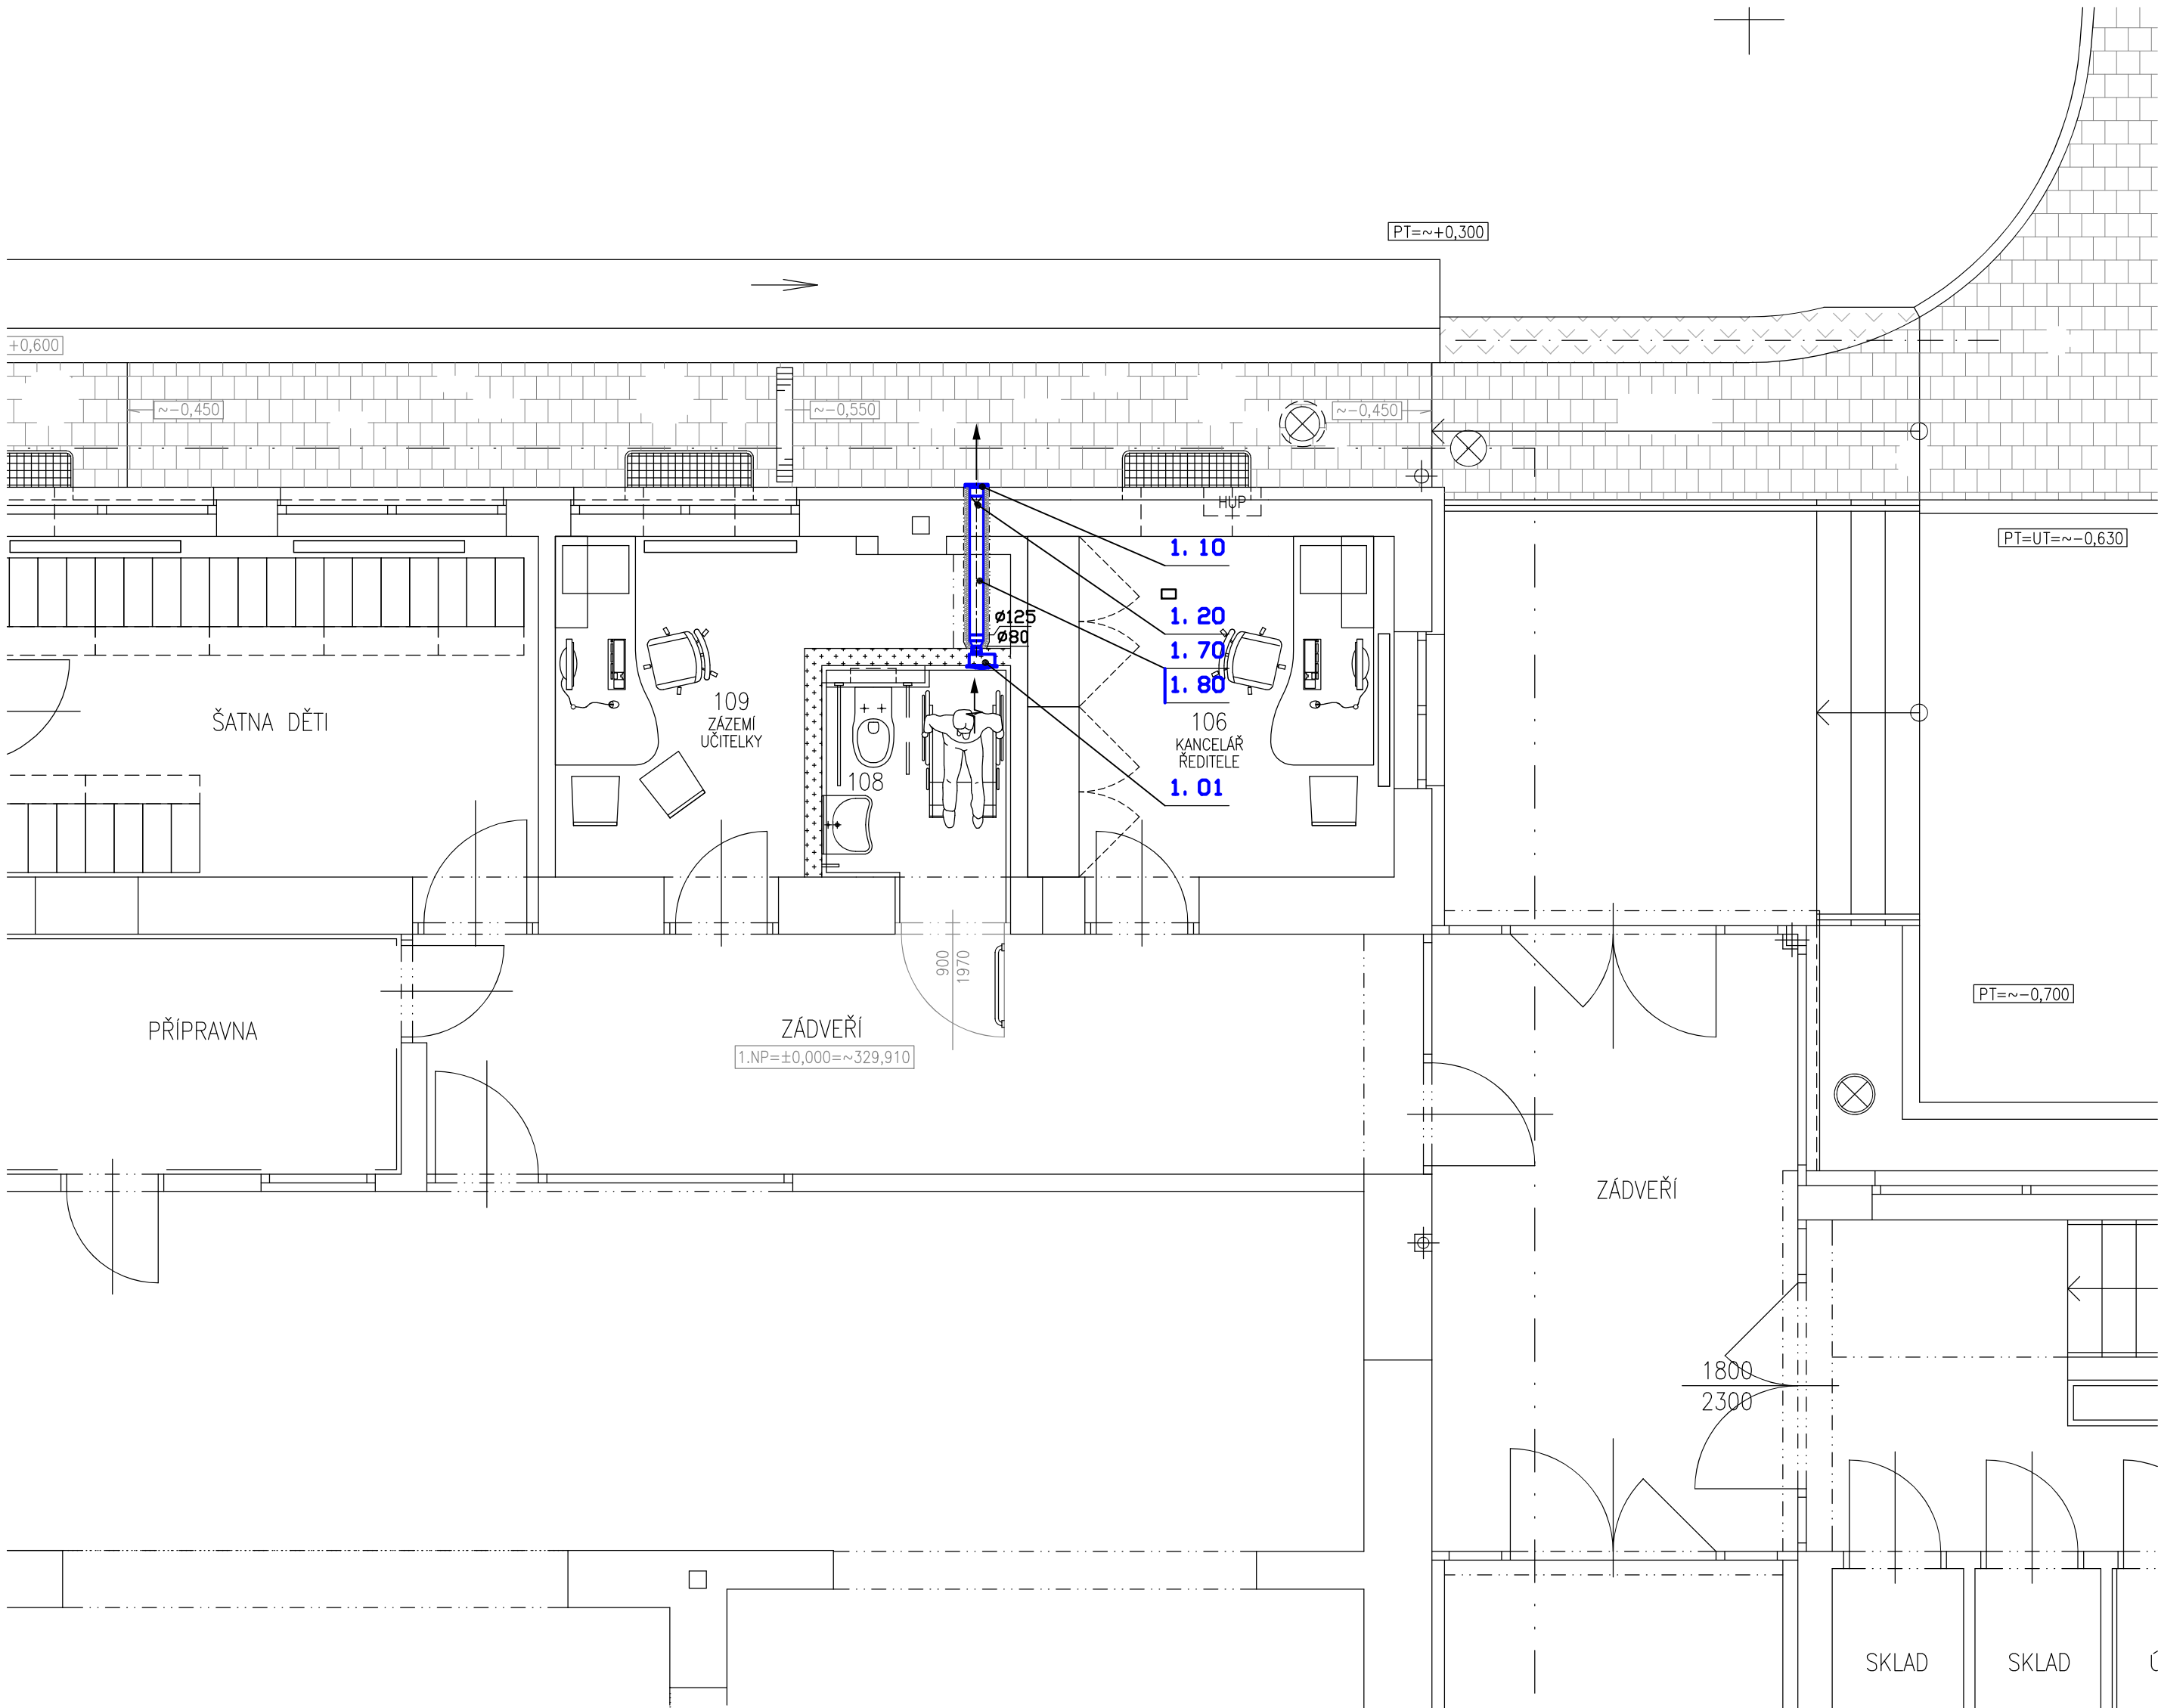 PT=~+0,300
+0,600
~-0,450
~-0,550
~-0,450
HUP
PT=UT=~-0,630
1.10
ø125
1.20
ø80
1.70
1.80
109
ZÁZEMÍ
UČITELKY
ŠATNA DĚTI
106
KANCELÁŘ
ŘEDITELE
108
1.01
900
1970
PT=~-0,700
PŘÍPRAVNA
ZÁDVEŘÍ
1.NP=±0,000=~329,910
ZÁDVEŘÍ
1800
2300
SKLAD
SKLAD